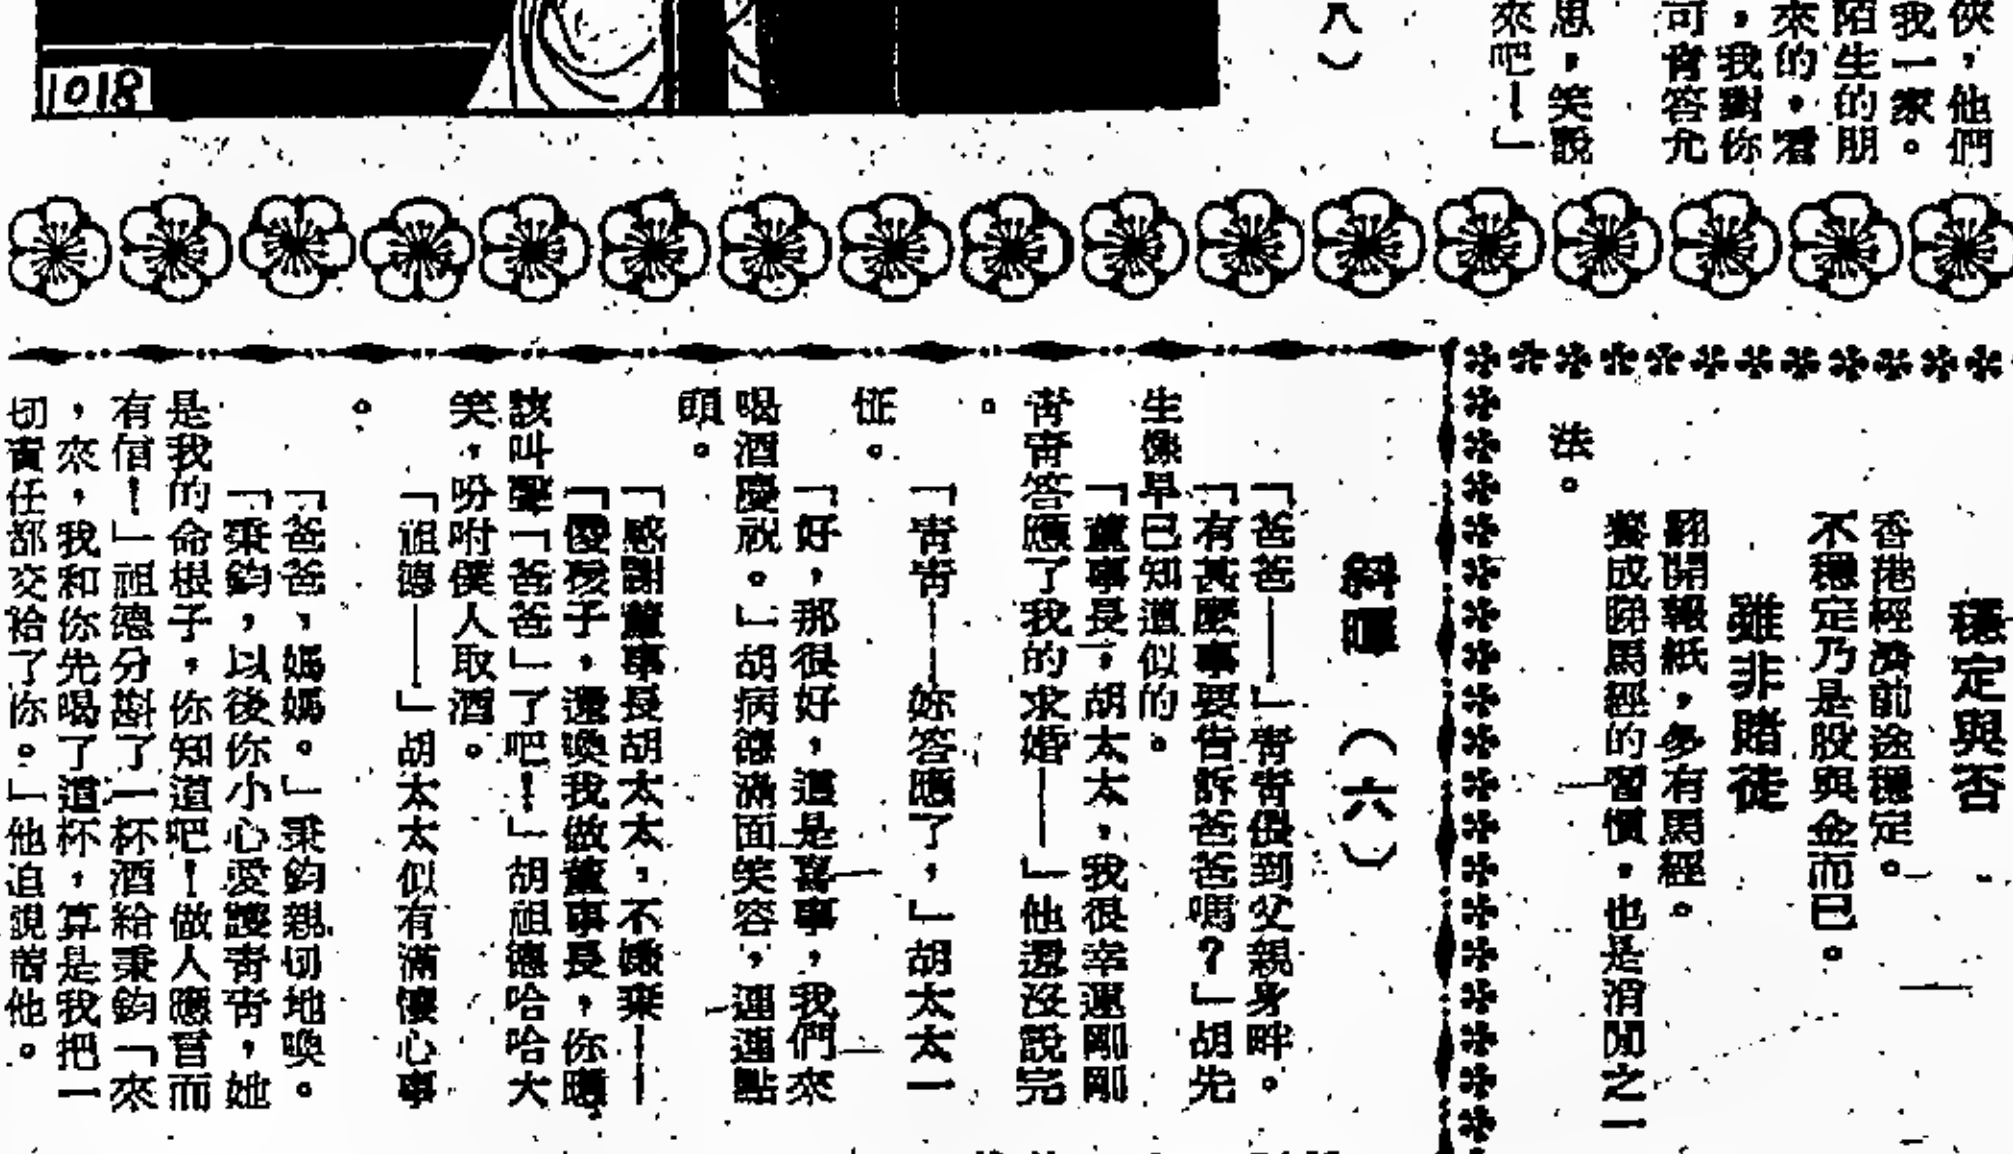 俠，他們
我一家。
陌生的朋
來的。看
，我對你
可肯答允
思，笑說
來吧！」
八）
1018
穩定與否
香港經濟前途穩定。
不穩定乃是股與金而已。
雖非賭徒
翻開報紙，多有馬經。
養成睇馬經的習慣，也是消閒之一
法。
斜暉（六）
「爸爸——」青青偎到父親身畔。
「有甚麼事要告訴爸爸嗎？」胡先
生像早已知道似的。
「董事長，胡太太，我很幸運剛剛
青青答應了我的求婚——」他還沒說完
。
「青青——妳答應了，」胡太太一
怔。
「好，那很好，這是喜事，我們來
喝酒慶祝。」胡病德滿面笑容，連連點
頭。
「感謝董事長胡太太，不嫌棄——
「傻孩子，還喚我做董事長，你應
該叫聲「爸爸」了吧！」胡祖德哈哈大
笑，吩咐僕人取酒。
「祖德——」胡太太似有滿懷心事
。
「爸爸，媽媽。」秉鈞親切地喚。
「秉鈞，以後你小心愛護青青，她
是我的命根子，你知道吧！做人應當而
有信！」祖德分斟了一杯酒給秉鈞「來
，來，我和你先喝了這杯，算是我把一
切責任都交給了你。」他迫視着他。